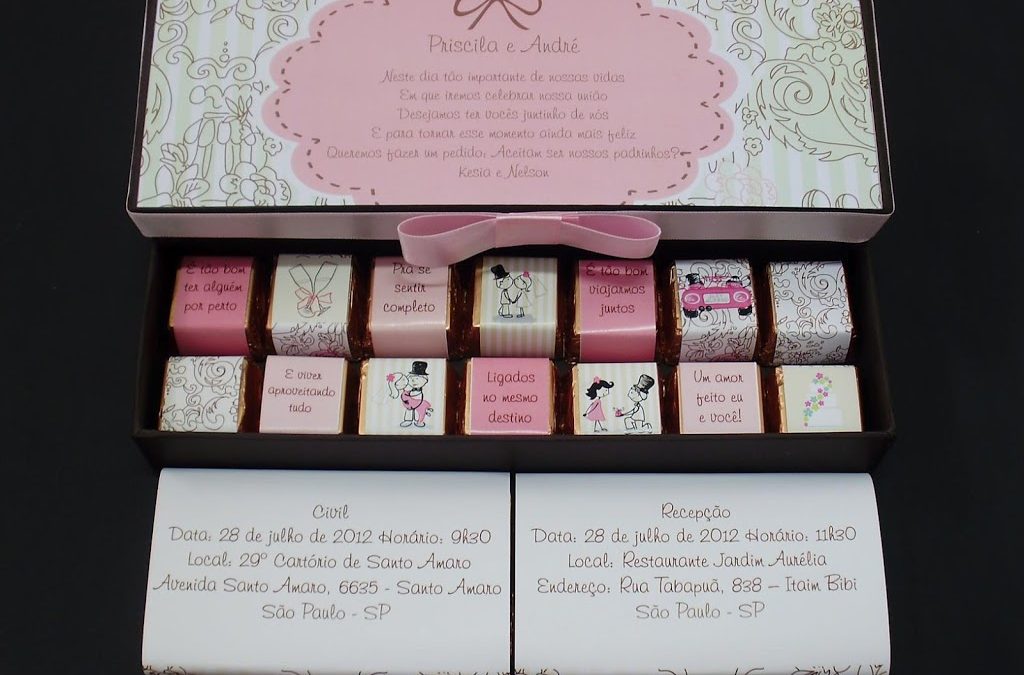 Priscila e André
Neste dia tão importante de nossas vidas
Em que iremos celebrar nossa união
Desejamos ter vocês juntinho de nós
E para tornar esse momento ainda mais feliz
Queremos fazer um pedido: Aceitam ser nossos padrinhos?
Kesia e Nelson
É tão bom
ter alguém
por perto
Pra se
sentir
completo
É tão bom
viajarmos
juntos
E viver
aproveitando
tudo
Ligados
no mesmo
destino
Um amor
feito eu
e você!
Civil
Data: 28 de julho de 2012 Horário: 9h30
Local: 29º Cartório de Santo Amaro
Avenida Santo Amaro, 6635 - Santo Amaro
São Paulo - SP
Recepção
Data: 28 de julho de 2012 Horário: 11h30
Local: Restaurante Jardim Aurélia
Endereço: Rua Tabapuã, 838 – Itaim Bibi
São Paulo - SP